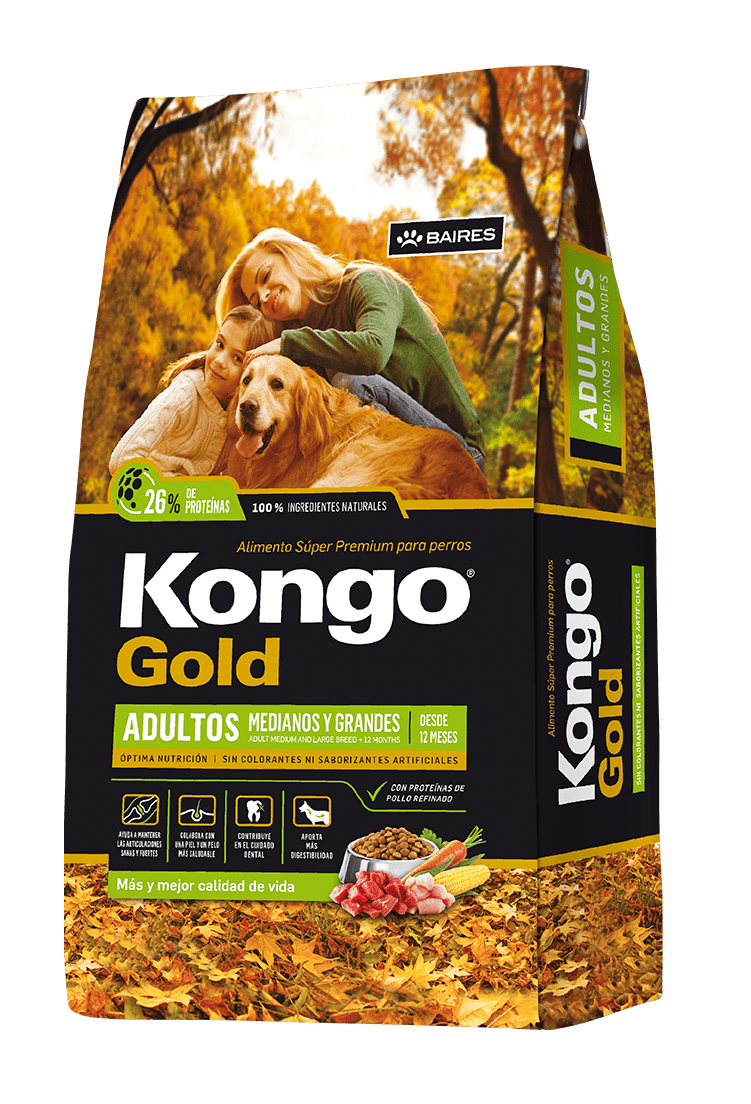 BAIRES
26% DE PROTEÍNAS
100% INGREDIENTES NATURALES
Alimento Súper Premium para perros
Kongo®
Gold
ADULTOS
MEDIANOS Y GRANDES
ADULT MEDIUM AND LARGE BREED + 12 MONTHS
DESDE
12 MESES
ÓPTIMA NUTRICIÓN | SIN COLORANTES NI SABORIZANTES ARTIFICIALES
CON PROTEÍNAS DE
POLLO REFINADO
AYUDA A MANTENER
LAS ARTICULACIONES
SANAS Y FUERTES
COLABORA CON
UNA PIEL Y UN PELO
MÁS SALUDABLE
CONTRIBUYE
EN EL CUIDADO
DENTAL
APORTA
MÁS
DIGESTIBILIDAD
Más y mejor calidad de vida
ADULTOS
MEDIANOS Y GRANDES
Alimento Súper Premium para perros
Kongo®
Gold
SIN COLORANTES NI SABORIZANTES ARTIFICIALES